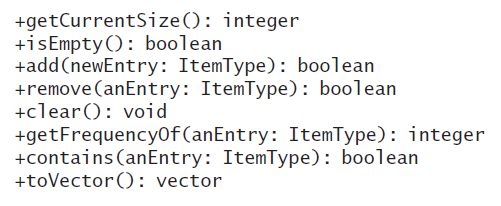 +getCurrentSize(): integer
+isEmpty(): boolean
+add(newEntry: ItemType): boolean
+remove(anEntry: ItemType): boolean
+clear(): void
+getFrequencyOf(anEntry: ItemType): integer
+contains(anEntry: ItemType): boolean
+toVector(): vector